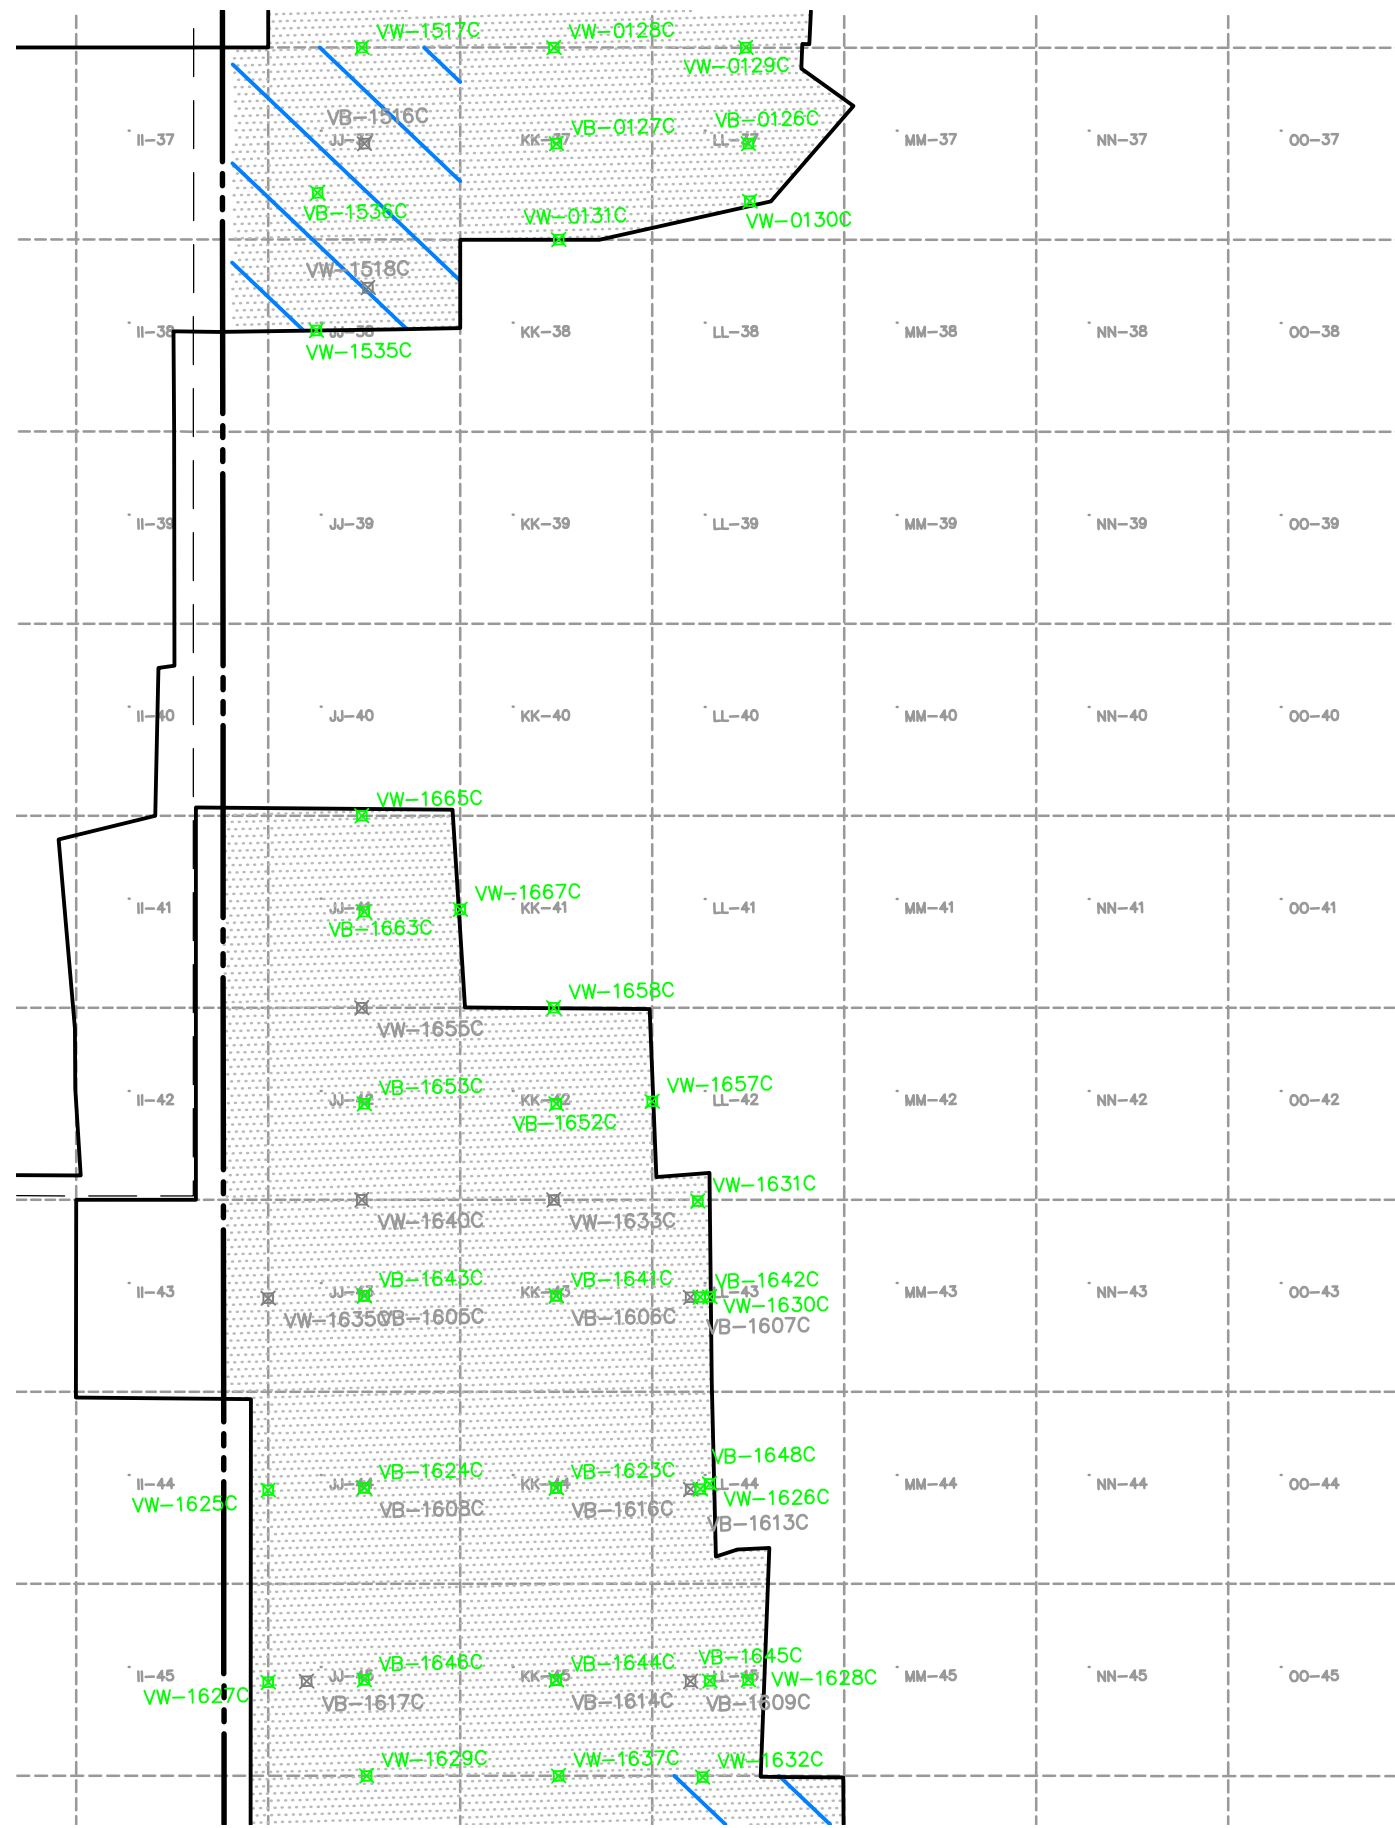 VW-1517C VW-0128C
VW-0129C
VB-1516C VB-0127C VB-0126C
II-37 JJ-37 KK-37 LL-37 MM-37 NN-37 OO-37
VB-1536C VW-0131C VW-0130C
VW-1518C
II-38 JJ-38 KK-38 LL-38 MM-38 NN-38 OO-38
VW-1535C
II-39 JJ-39 KK-39 LL-39 MM-39 NN-39 OO-39
II-40 JJ-40 KK-40 LL-40 MM-40 NN-40 OO-40
VW-1665C
VW-1667C
II-41 JJ-41 KK-41 LL-41 MM-41 NN-41 OO-41
VB-1663C
VW-1658C
VW-1655C
VB-1653C VW-1657C
II-42 JJ-42 KK-42 LL-42 MM-42 NN-42 OO-42
VB-1652C
VW-1631C
VW-1640C VW-1633C
VB-1643C VB-1641C VB-1642C
II-43 JJ-43 KK-43 LL-43 MM-43 NN-43 OO-43
VW-1630C
VW-1635C VB-1605C VB-1606C VB-1607C
VB-1648C
VB-1624C VB-1623C
II-44 JJ-44 KK-44 LL-44 MM-44 NN-44 OO-44
VW-1625C VB-1608C VB-1616C VW-1626C
VB-1613C
VB-1646C VB-1644C VB-1645C
II-45 JJ-45 KK-45 LL-45 MM-45 NN-45 OO-45
VW-1628C
VW-1627C VB-1617C VB-1614C VB-1609C
VW-1629C VW-1637C VW-1632C